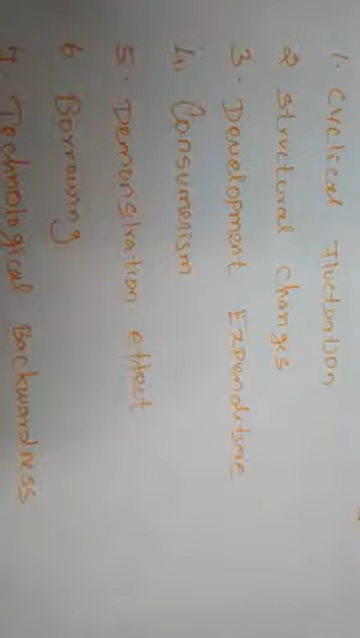 1. Cyclical Fluctuation
2 Structural changes
3. Development Expenditure
4. Consumerism
5. Demonstration effect
6 Borrowing
7. Technological Backwardness